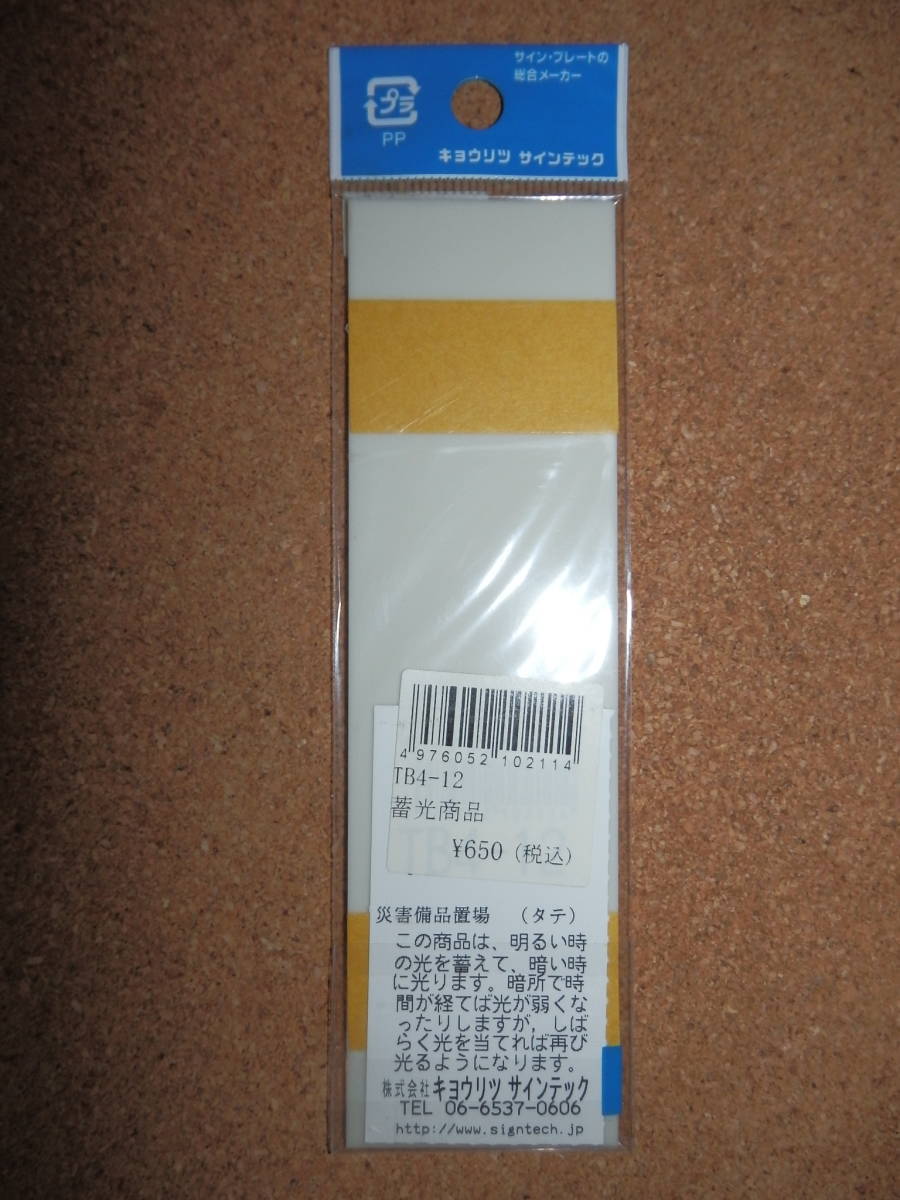 サイン・プレートの
総合メーカー
プラ
PP
キョウリツ サインテック
4 976052 102114
TB4-12
蓄光商品
¥650 (税込)
災害備品置場 (タテ)
この商品は、明るい時
の光を蓄えて、暗い時
に光ります。暗所で時
間が経てば光が弱くな
ったりしますが、しば
らく光を当てれば再び
光るようになります。
株式会社 キョウリツ サインテック
TEL 06-6537-0606
http://www.signtech.jp